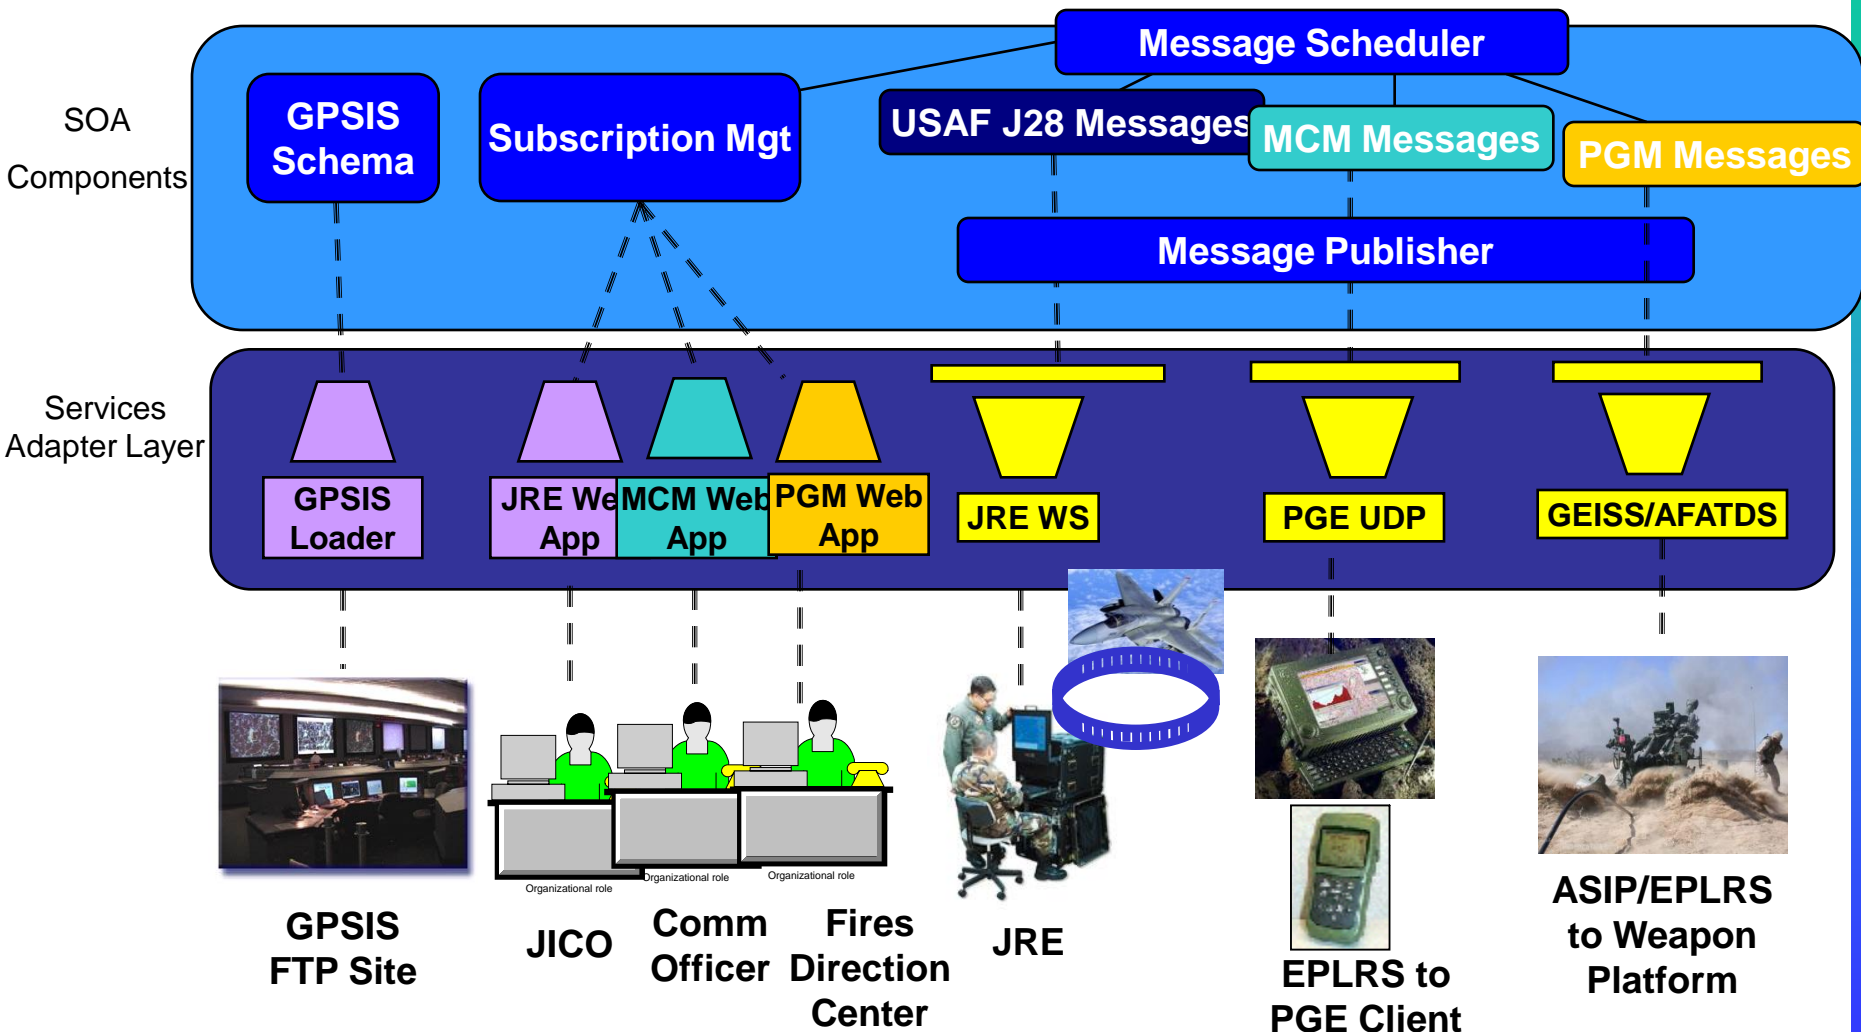 Message Scheduler
SOA
Components
GPSIS
Schema
Subscription Mgt
USAF J28 Messages
MCM Messages
PGM Messages
Message Publisher
Services
Adapter Layer
GPSIS
Loader
JRE We
App
MCM Web
App
PGM Web
App
JRE WS
PGE UDP
GEISS/AFATDS
Organizational role
Organizational role
Organizational role
GPSIS
FTP Site
JICO
Comm
Officer
Fires
Direction
Center
JRE
EPLRS to
PGE Client
ASIP/EPLRS
to Weapon
Platform